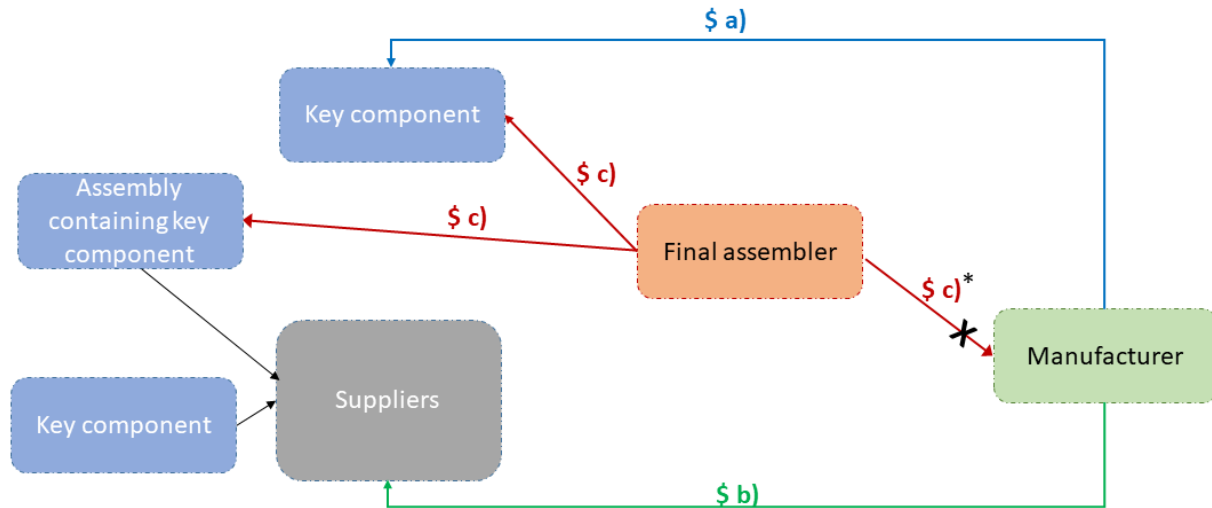 $ a)
Key component
$ c)
Assembly
containing key
component
$ c)
Final assembler
$ c)*
X
Manufacturer
Suppliers
Key component
$ b)